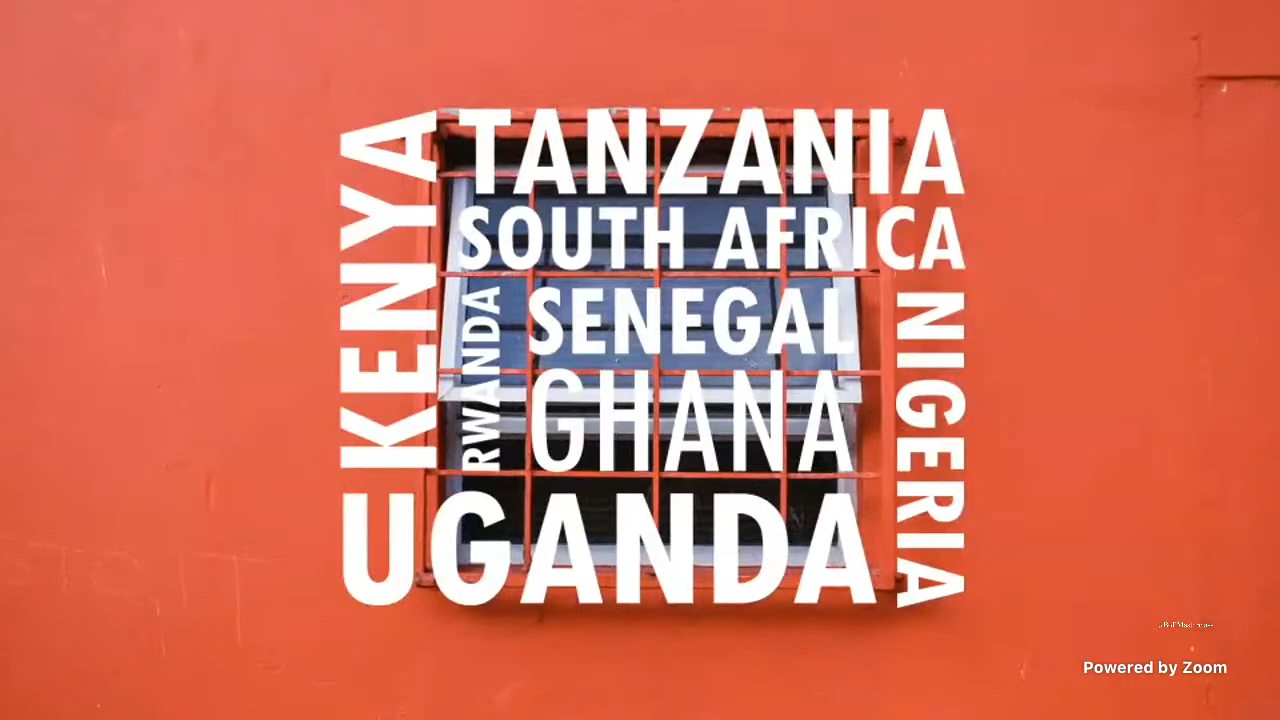 KENYA
TANZANIA
SOUTH AFRICA
RWANDA
SENEGAL
NIGERIA
GHANA
UGANDA
Powered by Zoom